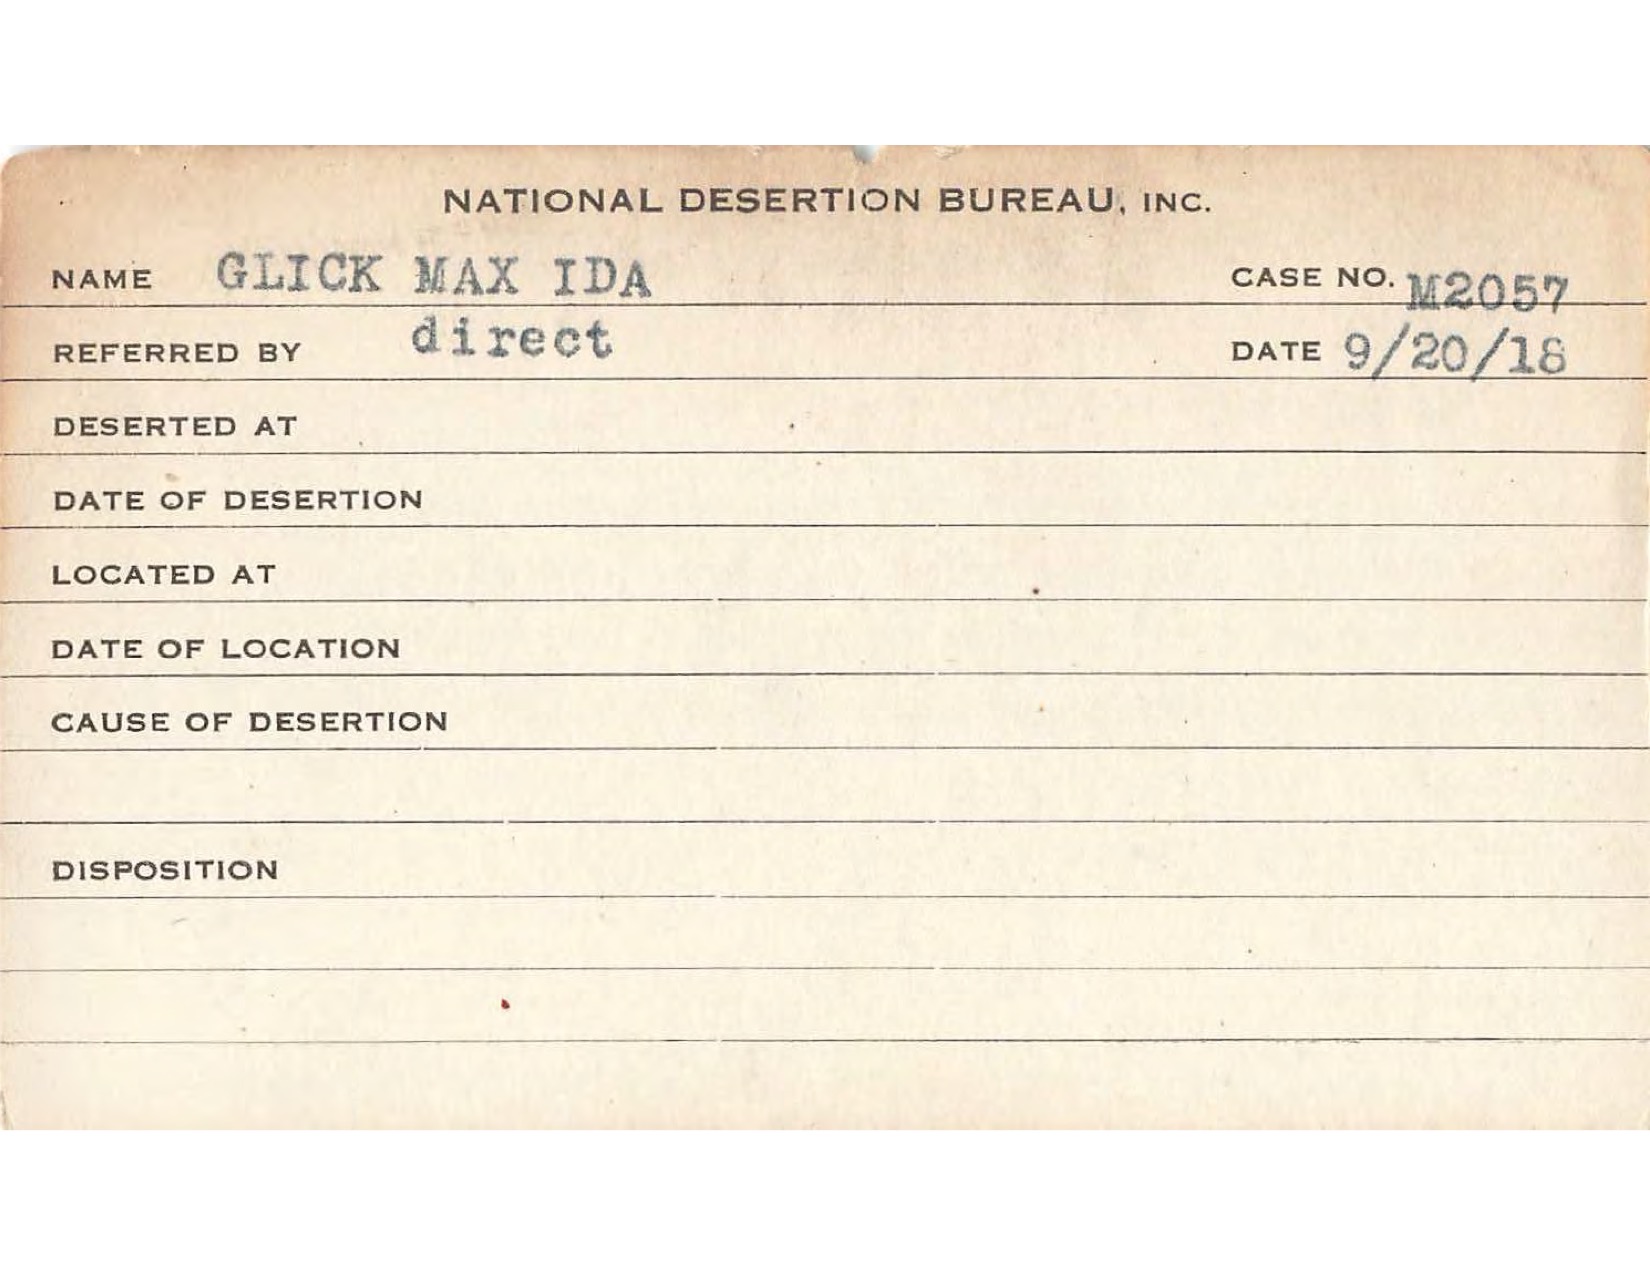 NATIONAL DESERTION BUREAU, INC.
NAME GLICK MAX IDA CASE NO. M2057
REFERRED BY direct DATE 9/20/18
DESERTED AT
DATE OF DESERTION
LOCATED AT
DATE OF LOCATION
CAUSE OF DESERTION
DISPOSITION